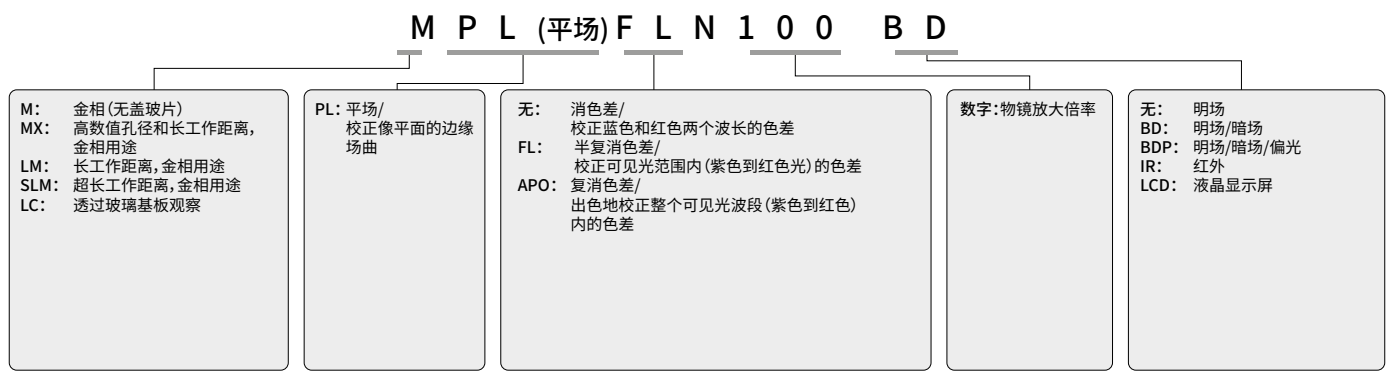 M P L (平场) F L N 1 0 0 B D
M： 金相（无盖玻片）
MX： 高数值孔径和长工作距离，
金相用途
LM： 长工作距离，金相用途
SLM： 超长工作距离，金相用途
LC： 透过玻璃基板观察
PL：平场/
校正像平面的边缘
场曲
无： 消色差/
校正蓝色和红色两个波长的色差
FL： 半复消色差/
校正可见光范围内（紫色到红色光）的色差
APO： 复消色差/
出色地校正整个可见光波段（紫色到红色）
内的色差
数字：物镜放大倍率
无： 明场
BD： 明场/暗场
BDP： 明场/暗场/偏光
IR： 红外
LCD： 液晶显示屏